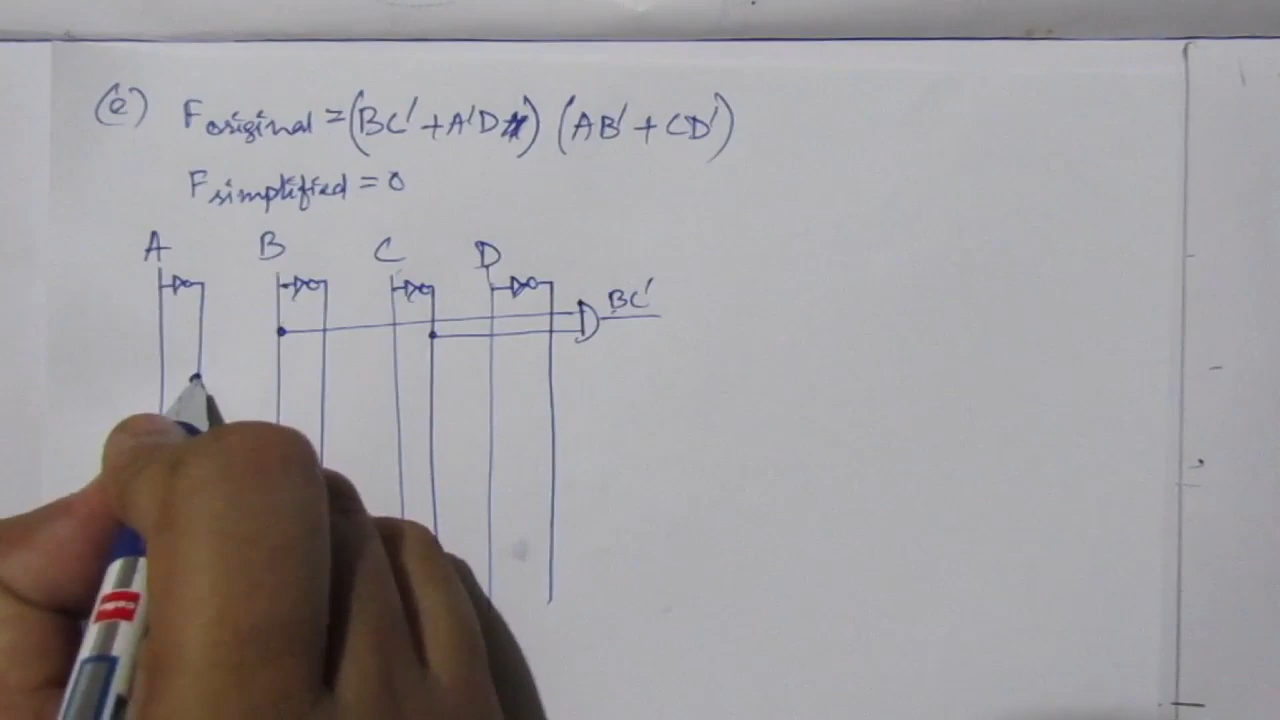 (e) Foriginal = (BC' + A'D) (AB' + CD')
Fsimplified = 0
A B C D
BC'